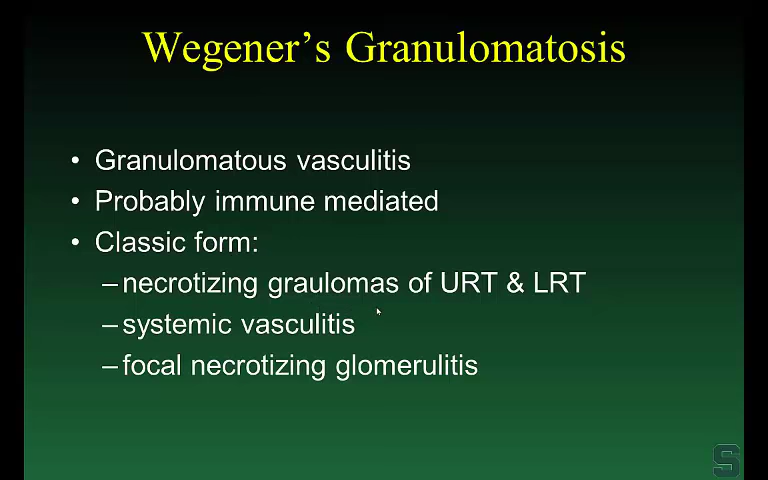 Wegener's Granulomatosis
• Granulomatous vasculitis
• Probably immune mediated
• Classic form:
–necrotizing graulomas of URT & LRT
–systemic vasculitis
–focal necrotizing glomerulitis
S